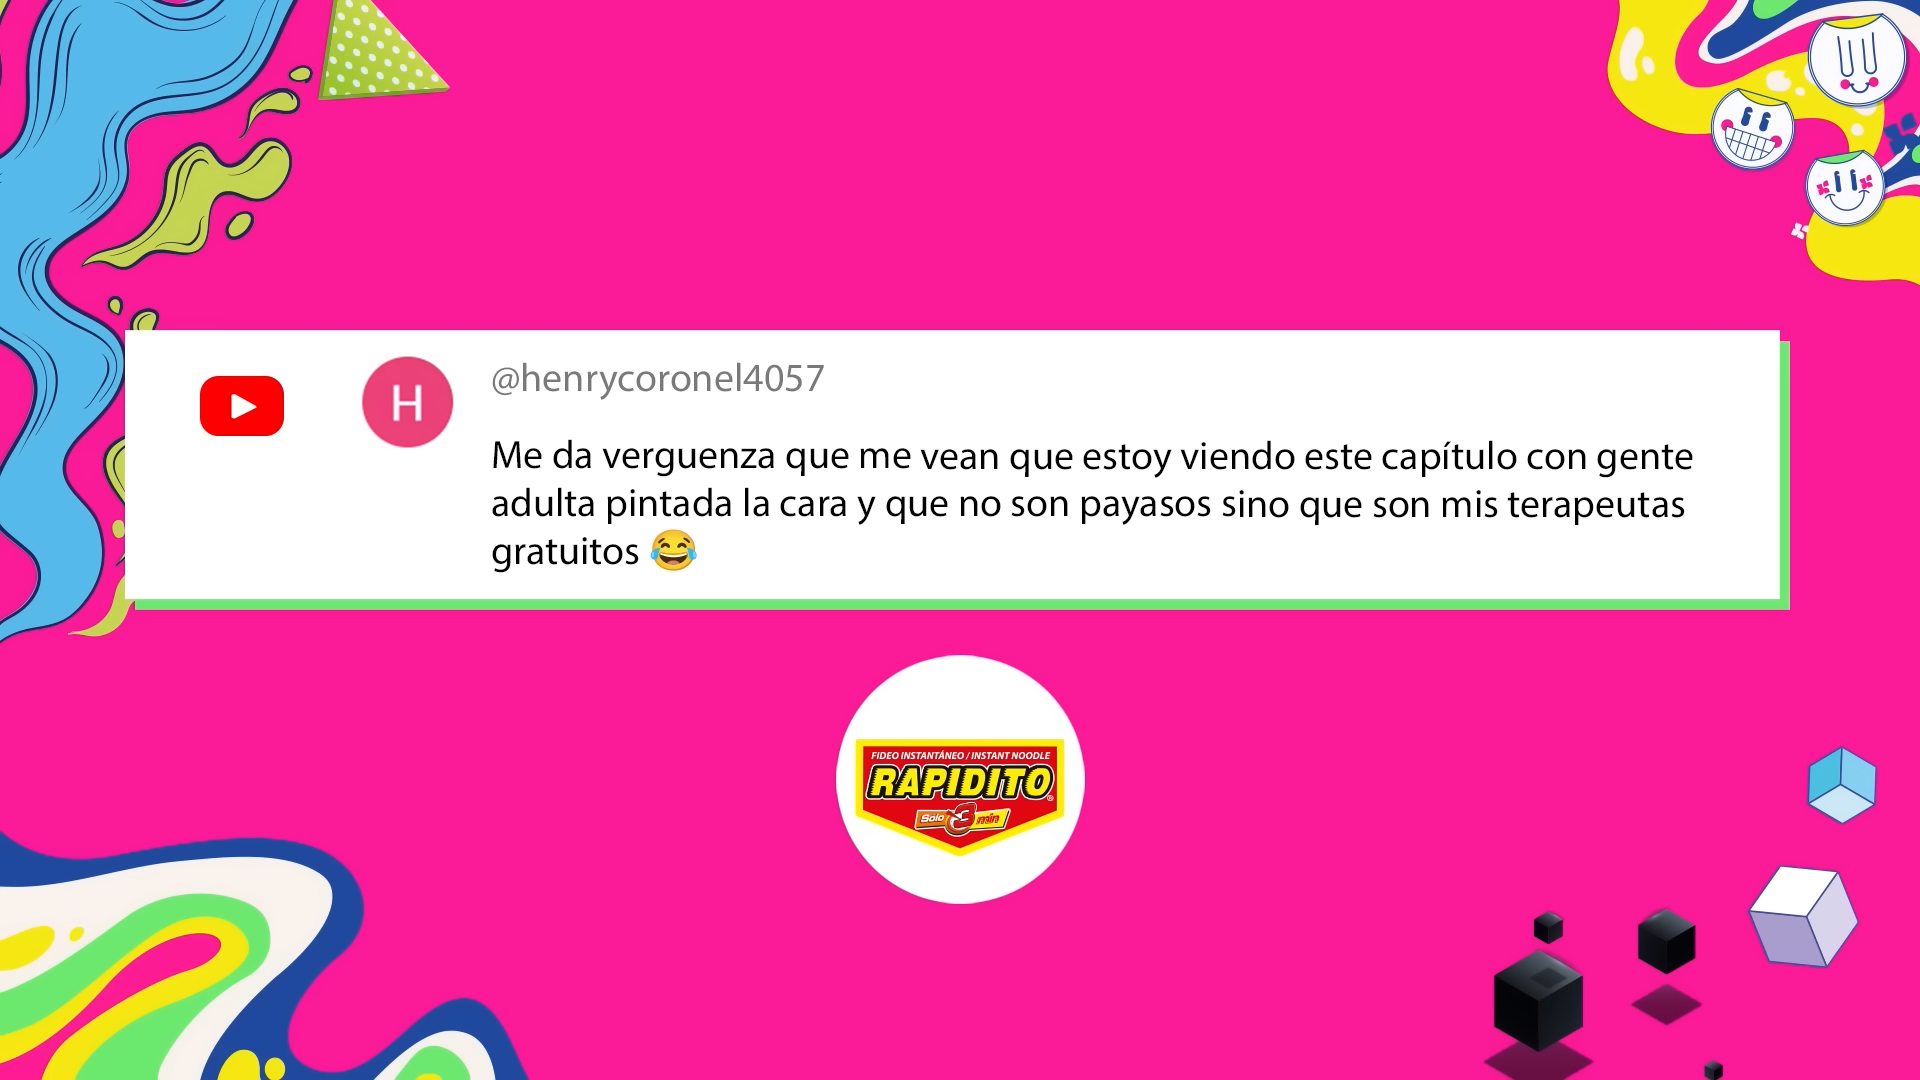 @henrycoronel4057
H
Me da verguenza que me vean que estoy viendo este capítulo con gente
adulta pintada la cara y que no son payasos sino que son mis terapeutas
gratuitos 😂
FIDEO INSTANTÁNEO / INSTANT NOODLE
RAPIDITO®
Solo 3 min